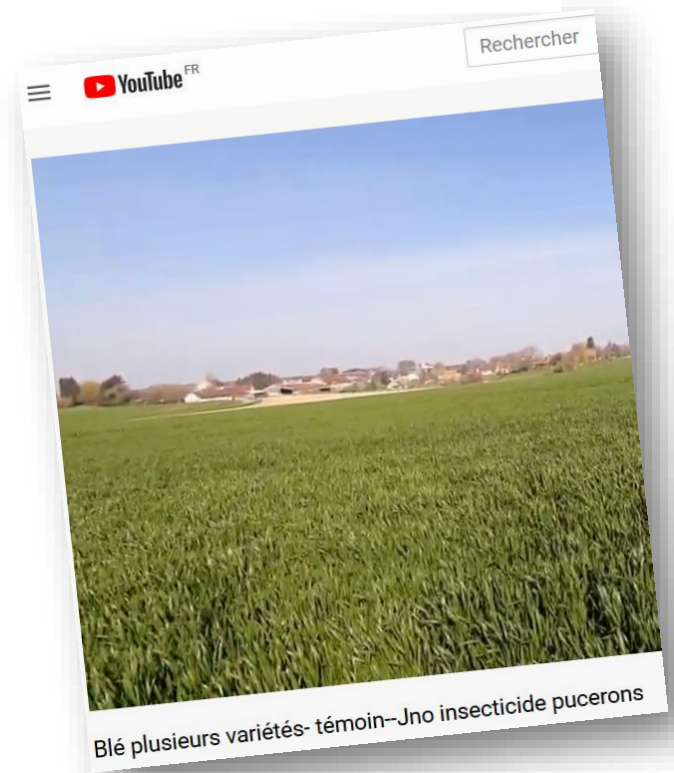 YouTube FR
Rechercher
Blé plusieurs variétés- témoin--Jno insecticide pucerons